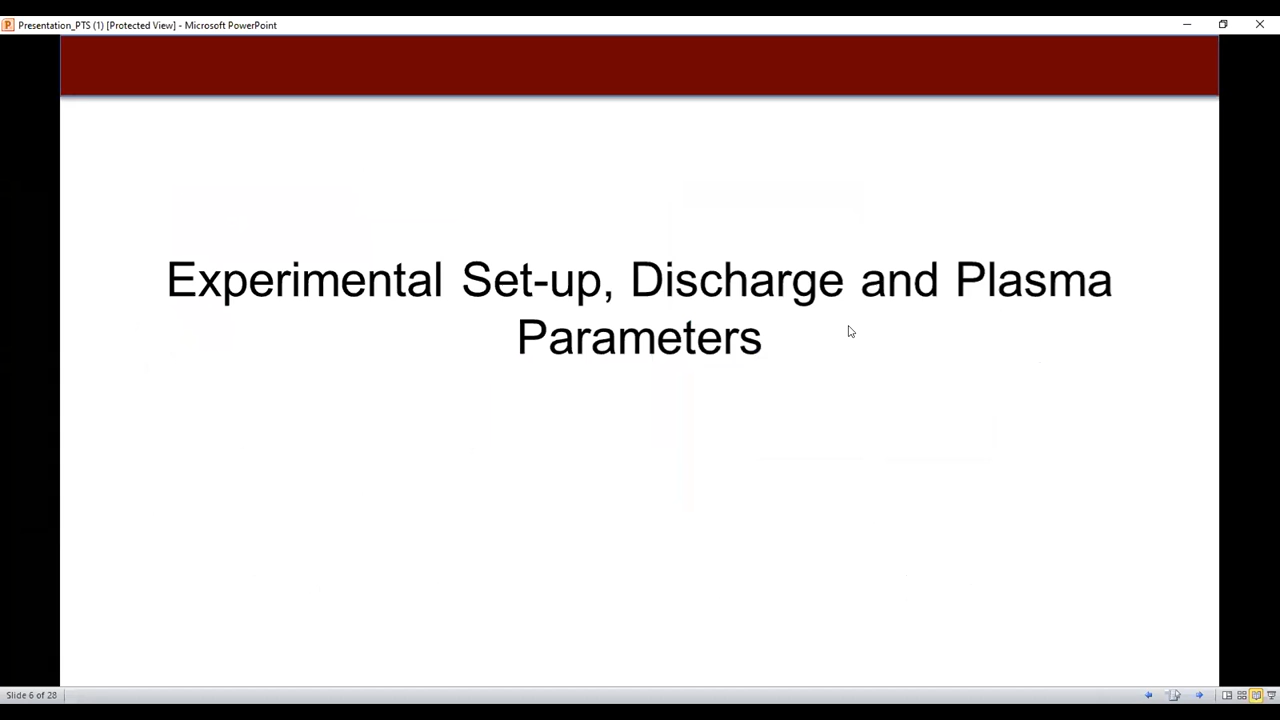 Presentation_PTS (1) [Protected View] - Microsoft PowerPoint
Experimental Set-up, Discharge and Plasma
Parameters
Slide 6 of 28